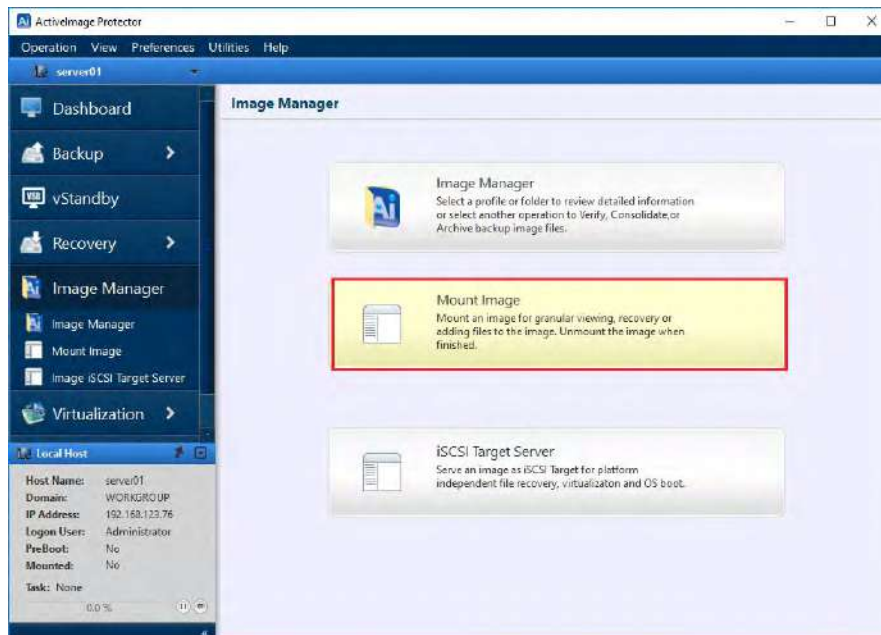 Ai ActiveImage Protector
Operation View Preferences Utilities Help
server01
Dashboard
Backup
vStandby
Recovery
Image Manager
Image Manager
Mount Image
Image iSCSI Target Server
Virtualization
Local Host
Host Name: server01
Domain: WORKGROUP
IP Address: 192.168.123.76
Logon User: Administrator
PreBoot: No
Mounted: No
Task: None
0.0 %
Image Manager
Ai
Image Manager
Select a profile or folder to review detailed information
or select another operation to Verify, Consolidate,or
Archive backup image files.
Mount Image
Mount an image for granular viewing, recovery or
adding files to the image. Unmount the image when
finished.
iSCSI Target Server
Serve an image as iSCSI Target for platform
independent file recovery, virtualizaton and OS boot.